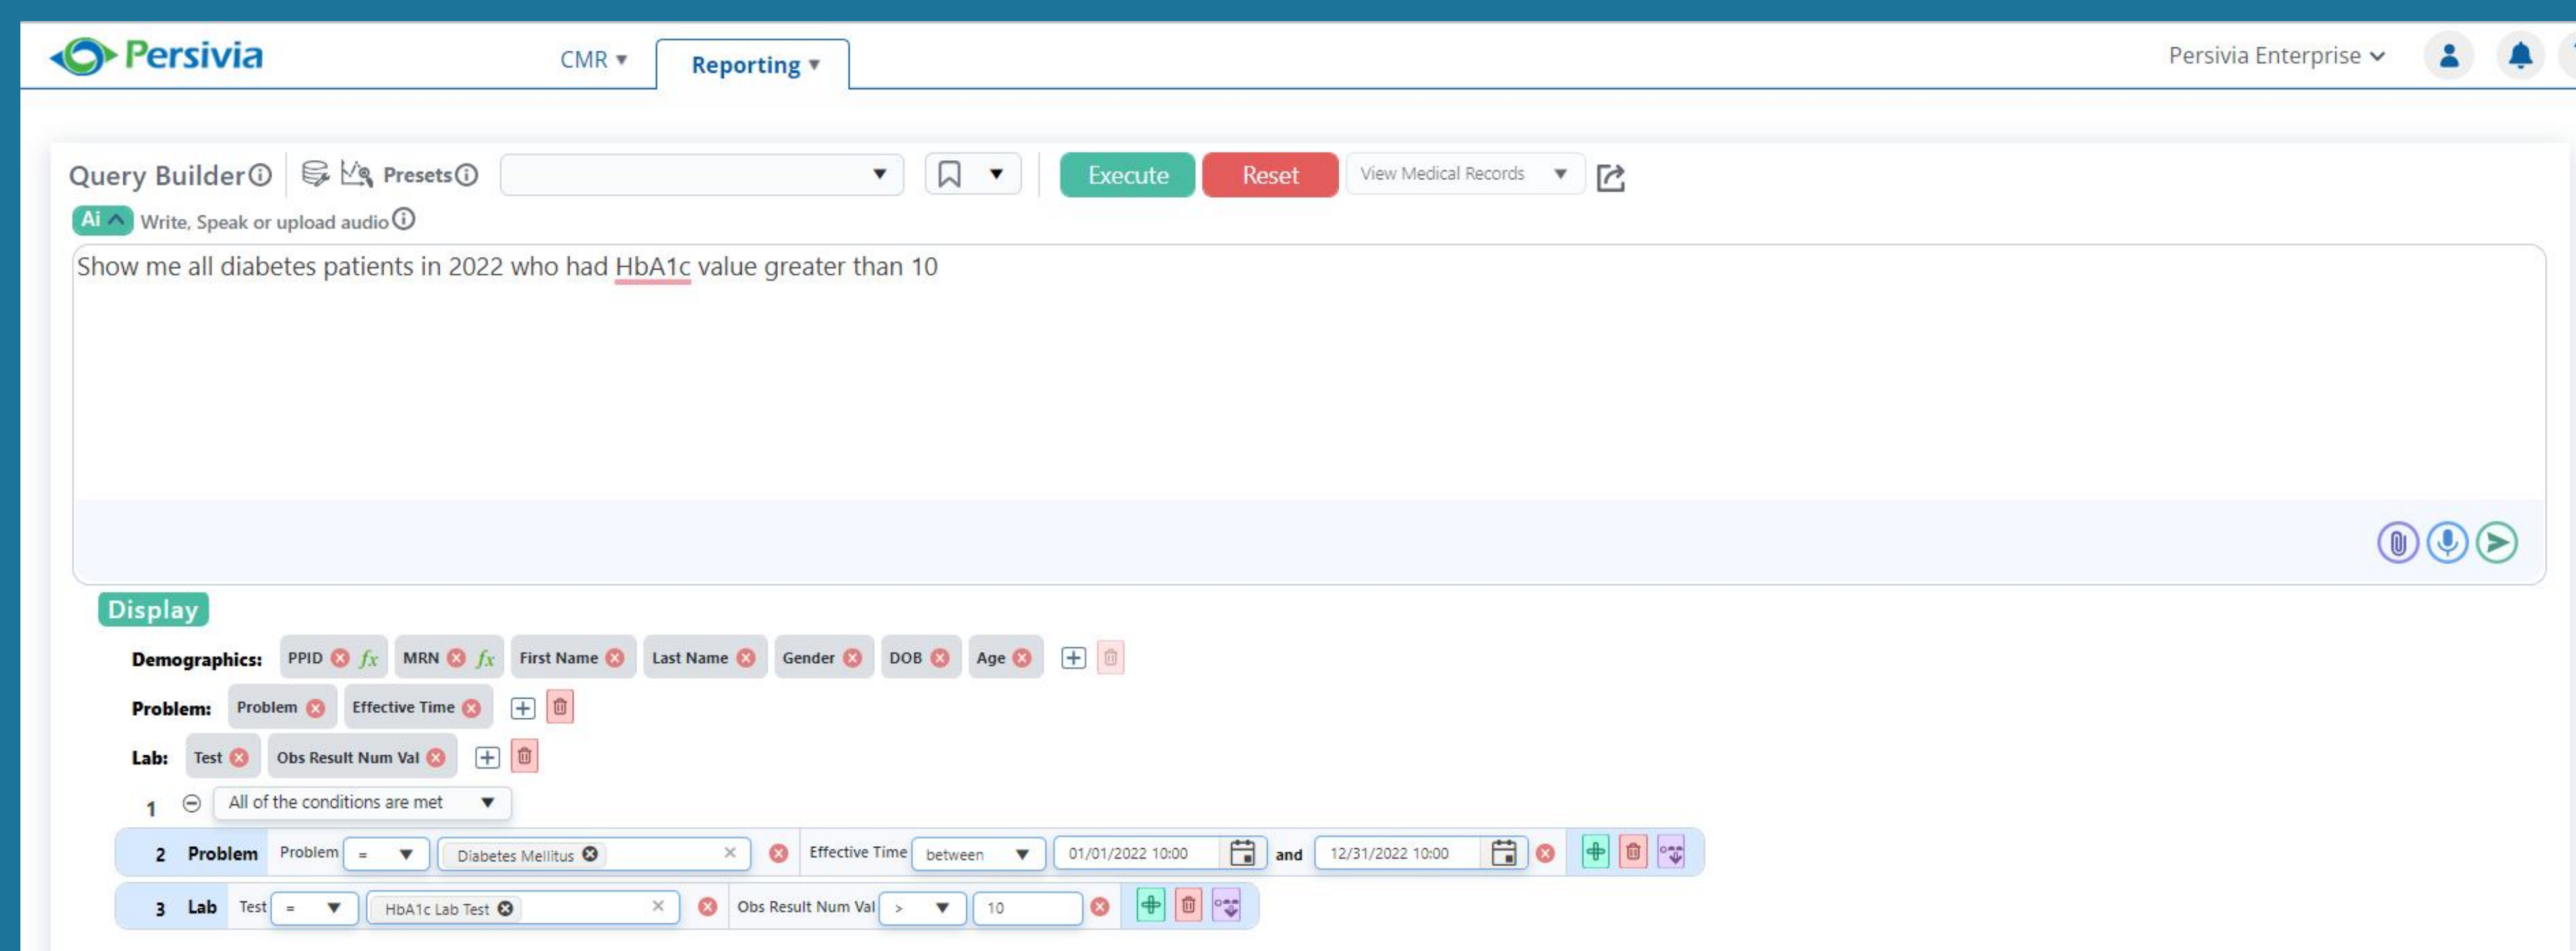 Persivia CMR Reporting Persivia Enterprise
Query Builder Presets Execute Reset View Medical Records
Ai Write, Speak or upload audio
Show me all diabetes patients in 2022 who had HbA1c value greater than 10
Display
Demographics: PPID fx MRN fx First Name Last Name Gender DOB Age
Problem: Problem Effective Time
Lab: Test Obs Result Num Val
1 All of the conditions are met
2 Problem Problem = Diabetes Mellitus Effective Time between 01/01/2022 10:00 and 12/31/2022 10:00
3 Lab Test = HbA1c Lab Test Obs Result Num Val > 10